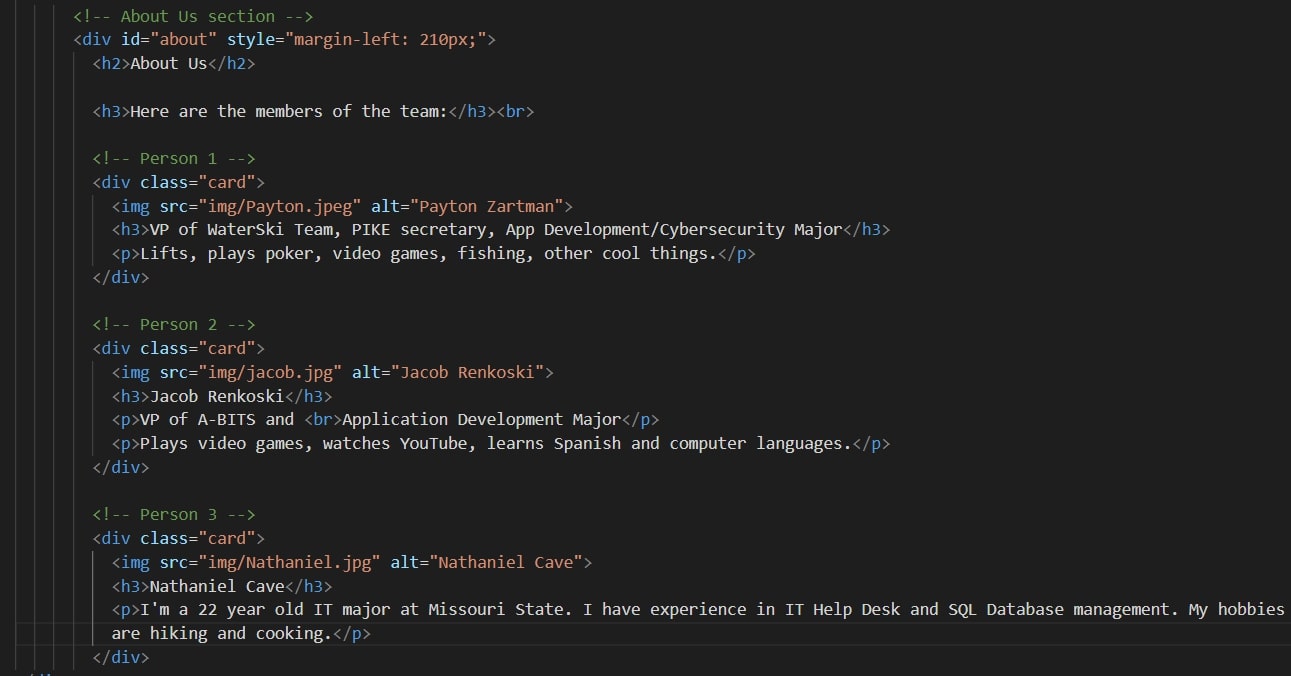 <!-- About Us section -->
<div id="about" style="margin-left: 210px;">
<h2>About Us</h2>
<h3>Here are the members of the team:</h3><br>
<!-- Person 1 -->
<div class="card">
<img src="img/Payton.jpeg" alt="Payton Zartman">
<h3>VP of WaterSki Team, PIKE secretary, App Development/Cybersecurity Major</h3>
<p>Lifts, plays poker, video games, fishing, other cool things.</p>
</div>
<!-- Person 2 -->
<div class="card">
<img src="img/jacob.jpg" alt="Jacob Renkoski">
<h3>Jacob Renkoski</h3>
<p>VP of A-BITS and <br>Application Development Major</p>
<p>Plays video games, watches YouTube, learns Spanish and computer languages.</p>
</div>
<!-- Person 3 -->
<div class="card">
<img src="img/Nathaniel.jpg" alt="Nathaniel Cave">
<h3>Nathaniel Cave</h3>
<p>I'm a 22 year old IT major at Missouri State. I have experience in IT Help Desk and SQL Database management. My hobbies
are hiking and cooking.</p>
</div>